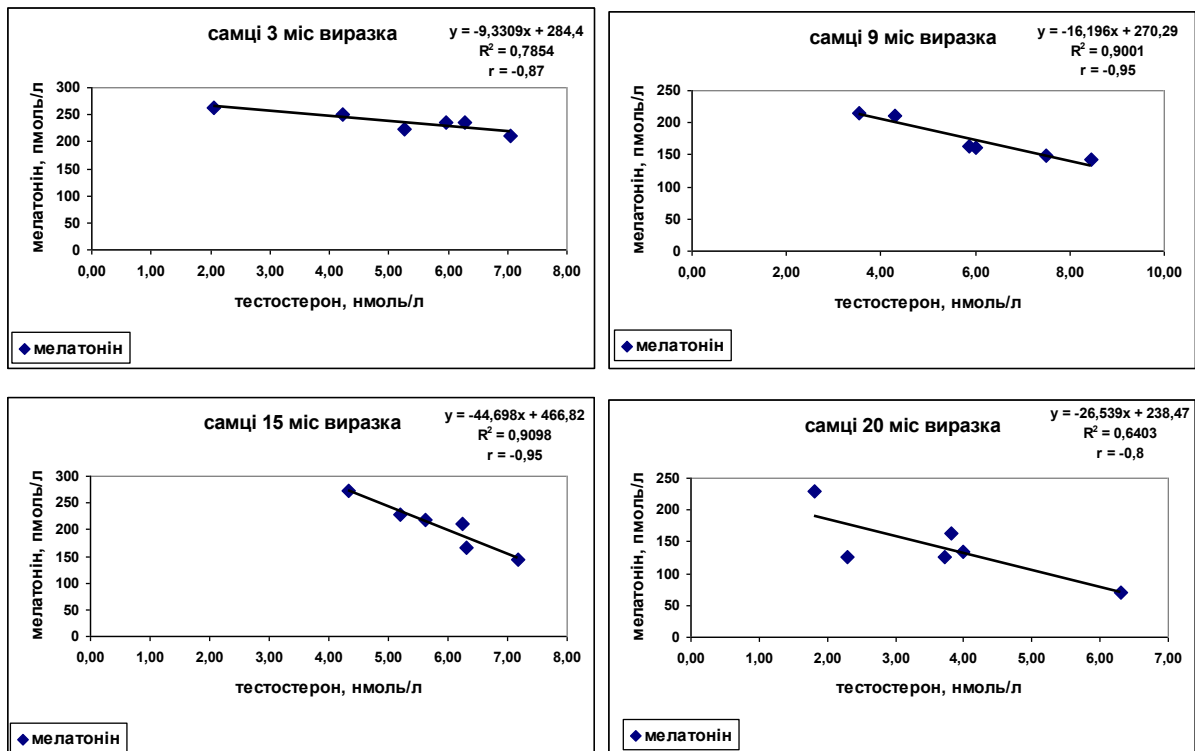 самці 3 міс виразка
y = -9,3309x + 284,4
R² = 0,7854
r = -0,87
300
250
200
150
100
50
0
мелатонін, пмоль/л
0,00 1,00 2,00 3,00 4,00 5,00 6,00 7,00 8,00
тестостерон, нмоль/л
мелатонін
самці 9 міс виразка
y = -16,196x + 270,29
R² = 0,9001
r = -0,95
250
200
150
100
50
0
мелатонін, пмоль/л
0,00 2,00 4,00 6,00 8,00 10,00
тестостерон, нмоль/л
мелатонін
самці 15 міс виразка
y = -44,698x + 466,82
R² = 0,9098
r = -0,95
300
250
200
150
100
50
0
мелатонін, пмоль/л
0,00 1,00 2,00 3,00 4,00 5,00 6,00 7,00 8,00
тестостерон, нмоль/л
мелатонін
самці 20 міс виразка
y = -26,539x + 238,47
R² = 0,6403
r = -0,8
250
200
150
100
50
0
мелатонін, пмоль/л
0,00 1,00 2,00 3,00 4,00 5,00 6,00 7,00
тестостерон, нмоль/л
мелатонін